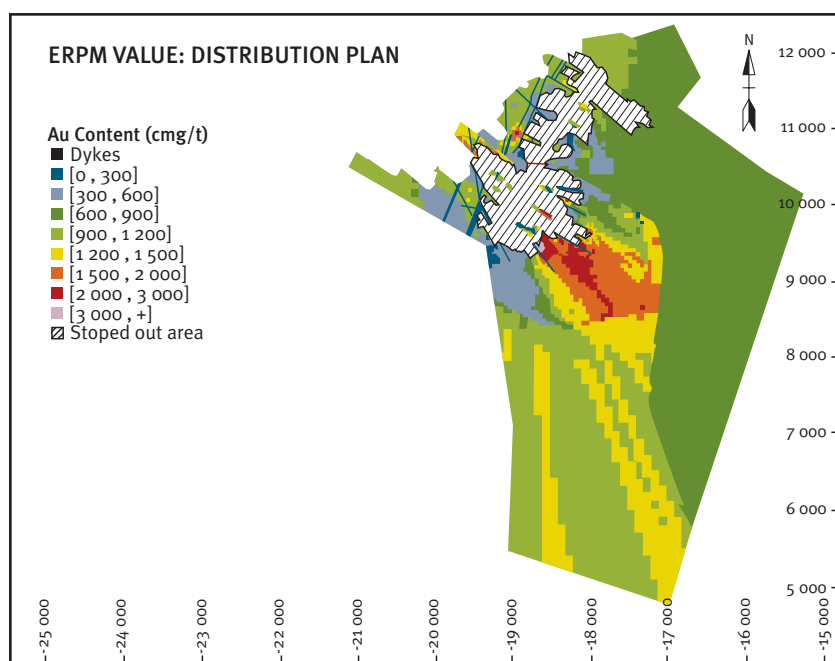 ERPM VALUE: DISTRIBUTION PLAN
N
Au Content (cmg/t)
Dykes
[0 , 300]
[300 , 600]
[600 , 900]
[900 , 1 200]
[1 200 , 1 500]
[1 500 , 2 000]
[2 000 , 3 000]
[3 000 , +]
Stoped out area
12 000
11 000
10 000
9 000
8 000
7 000
6 000
5 000
-25 000
-24 000
-23 000
-22 000
-21 000
-20 000
-19 000
-18 000
-17 000
-16 000
-15 000